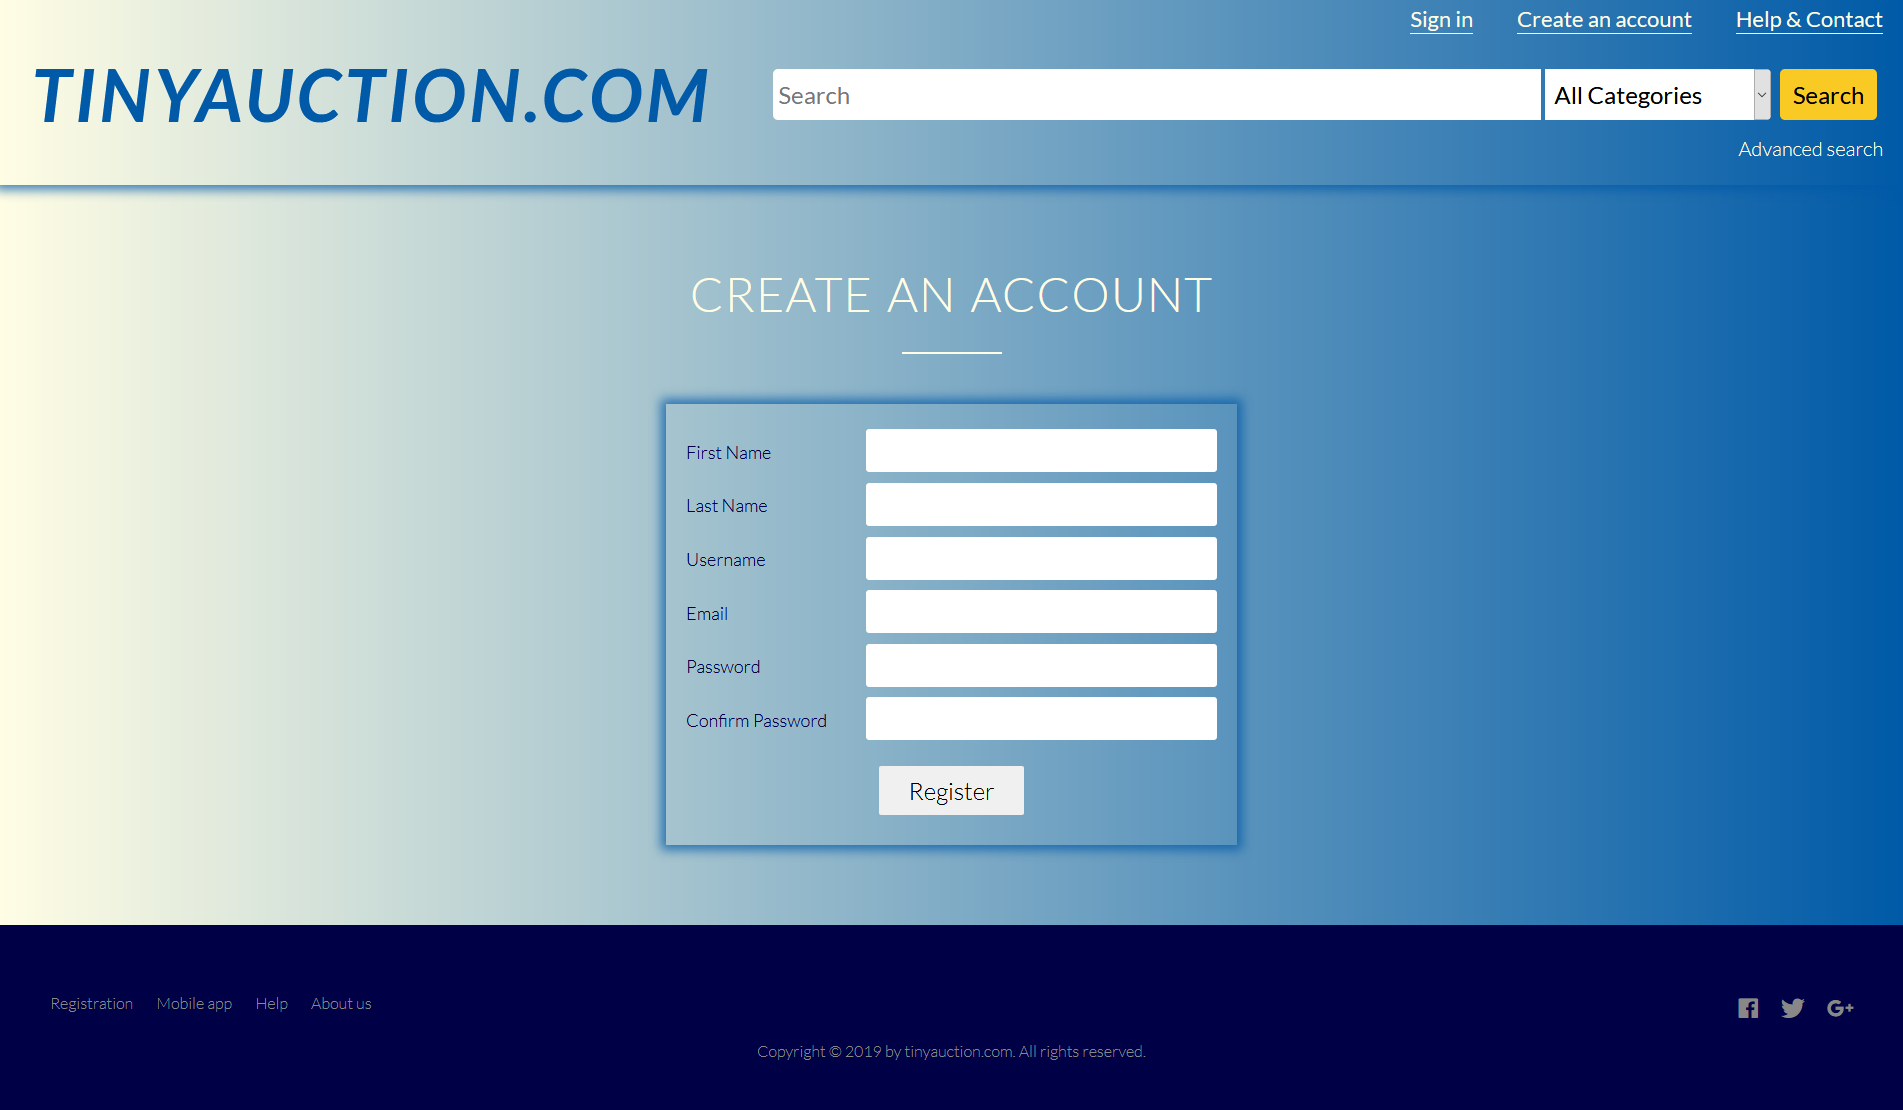 Sign in Create an account Help & Contact
TINYAUCTION.COM
Search All Categories Search
Advanced search
CREATE AN ACCOUNT
First Name
Last Name
Username
Email
Password
Confirm Password
Register
Registration Mobile app Help About us
Copyright © 2019 by tinyauction.com. All rights reserved.